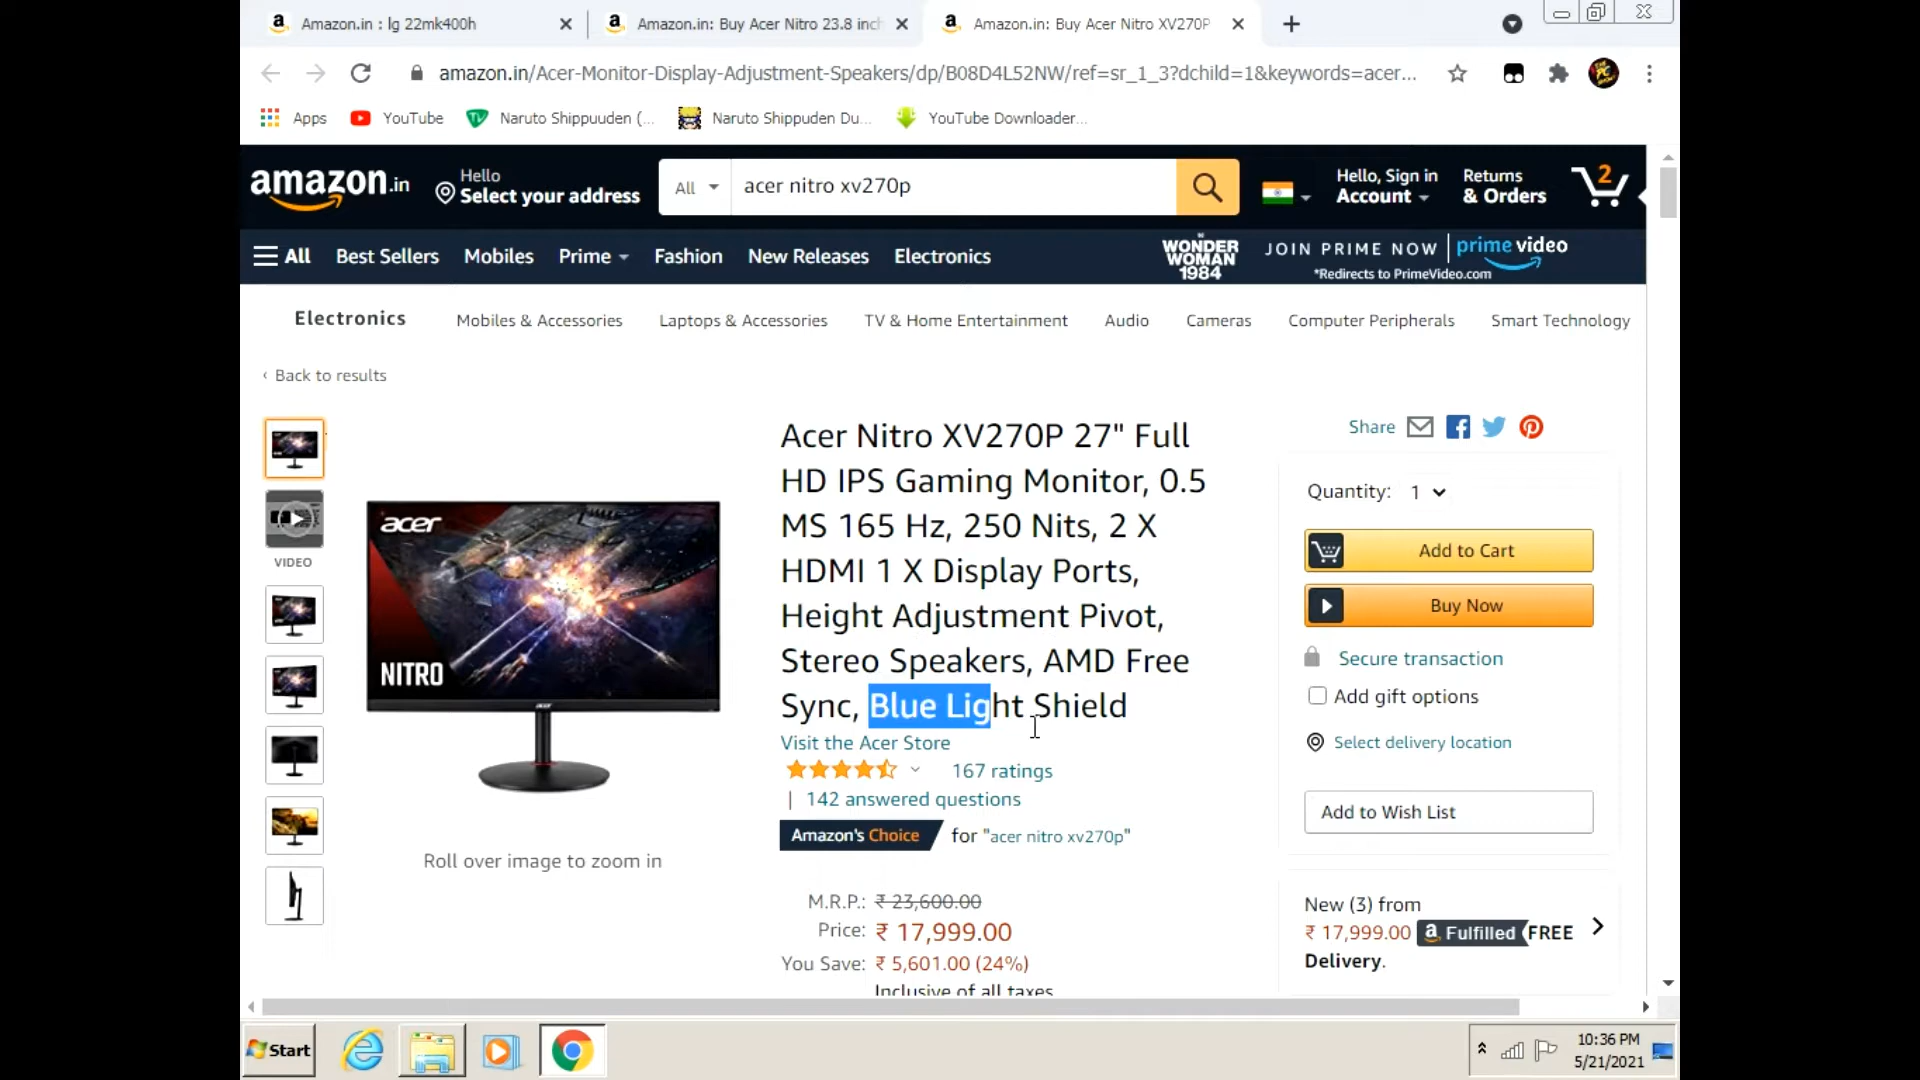 Amazon.in : lg 22mk400h
Amazon.in: Buy Acer Nitro 23.8 inch
Amazon.in: Buy Acer Nitro XV270P
amazon.in/Acer-Monitor-Display-Adjustment-Speakers/dp/B08D4L52NW/ref=sr_1_3?dchild=1&keywords=acer...
Apps
YouTube
Naruto Shippuuden (...
Naruto Shippuden Du...
YouTube Downloader...
amazon.in
Hello
Select your address
All
acer nitro xv270p
Hello, Sign in
Account
Returns
& Orders
2
All
Best Sellers
Mobiles
Prime
Fashion
New Releases
Electronics
WONDER
WOMAN
1984
JOIN PRIME NOW
prime video
*Redirects to PrimeVideo.com
Electronics
Mobiles & Accessories
Laptops & Accessories
TV & Home Entertainment
Audio
Cameras
Computer Peripherals
Smart Technology
‹ Back to results
VIDEO
acer
NITRO
acer
Roll over image to zoom in
Acer Nitro XV270P 27" Full
HD IPS Gaming Monitor, 0.5
MS 165 Hz, 250 Nits, 2 X
HDMI 1 X Display Ports,
Height Adjustment Pivot,
Stereo Speakers, AMD Free
Sync, Blue Light Shield
Visit the Acer Store
167 ratings
| 142 answered questions
Amazon's Choice for "acer nitro xv270p"
M.R.P.: ₹ 23,600.00
Price: ₹ 17,999.00
You Save: ₹ 5,601.00 (24%)
Inclusive of all taxes
Share
Quantity: 1
Add to Cart
Buy Now
Secure transaction
Add gift options
Select delivery location
Add to Wish List
New (3) from
₹ 17,999.00 Fulfilled FREE
Delivery.
Start
10:36 PM
5/21/2021